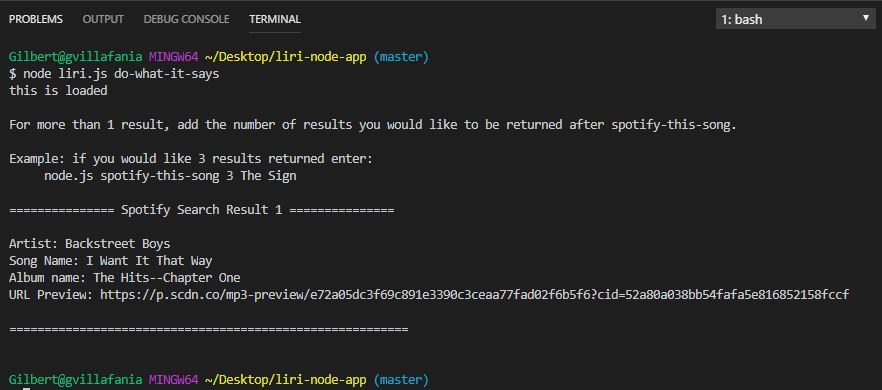 PROBLEMS OUTPUT DEBUG CONSOLE TERMINAL 1: bash
Gilbert@gvillafania MINGW64 ~/Desktop/liri-node-app (master)
$ node liri.js do-what-it-says
this is loaded
For more than 1 result, add the number of results you would like to be returned after spotify-this-song.
Example: if you would like 3 results returned enter:
node.js spotify-this-song 3 The Sign
=============== Spotify Search Result 1 ===============
Artist: Backstreet Boys
Song Name: I Want It That Way
Album name: The Hits--Chapter One
URL Preview: https://p.scdn.co/mp3-preview/e72a05dc3f69c891e3390c3ceaa77fad02f6b5f6?cid=52a80a038bb54fafa5e816852158fccf
=========================================================
Gilbert@gvillafania MINGW64 ~/Desktop/liri-node-app (master)